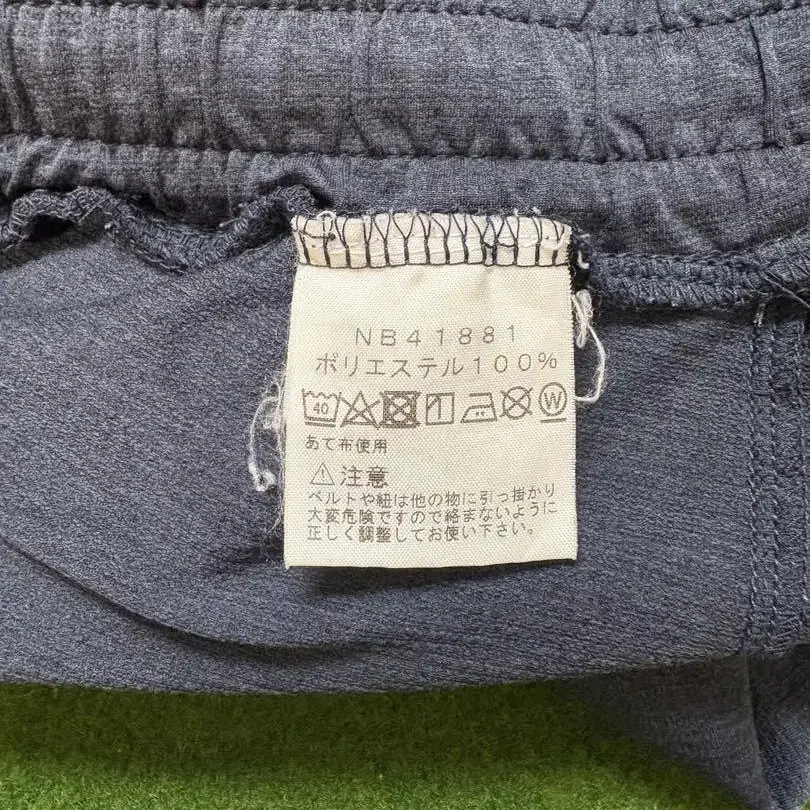 NB41881
ポリエステル100%
40 W
あて布使用
⚠注意
ベルトや紐は他の物に引っ掛かり
大変危険ですので絡まないように
正しく調整してお使い下さい。